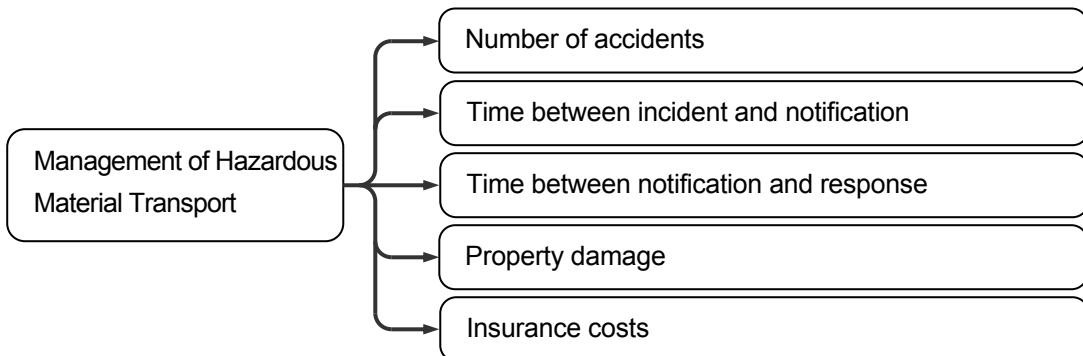 Management of Hazardous
Material Transport
Number of accidents
Time between incident and notification
Time between notification and response
Property damage
Insurance costs